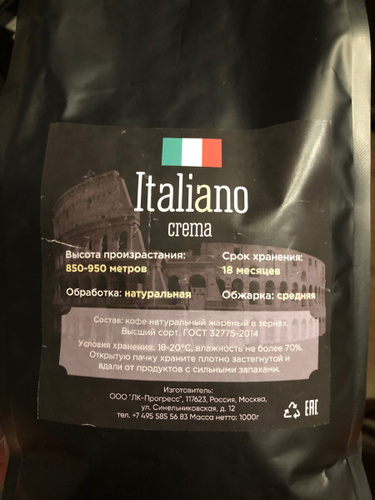 Italiano
crema
Высота произрастания:
850-950 метров
Срок хранения:
18 месяцев
Обработка: натуральная
Обжарка: средняя
Состав: кофе натуральный жареный в зернах.
Высший сорт. ГОСТ 32775-2014
Условия хранения: 18-20°С, влажность не более 70%.
Открытую пачку храните плотно застегнутой и
вдали от продуктов с сильными запахами.
Изготовитель:
ООО "ЛК-Прогресс", 117623, Россия, Москва,
ул. Синельниковская, д. 12
тел. +7 495 585 56 83 Масса нетто: 1000г
EAC